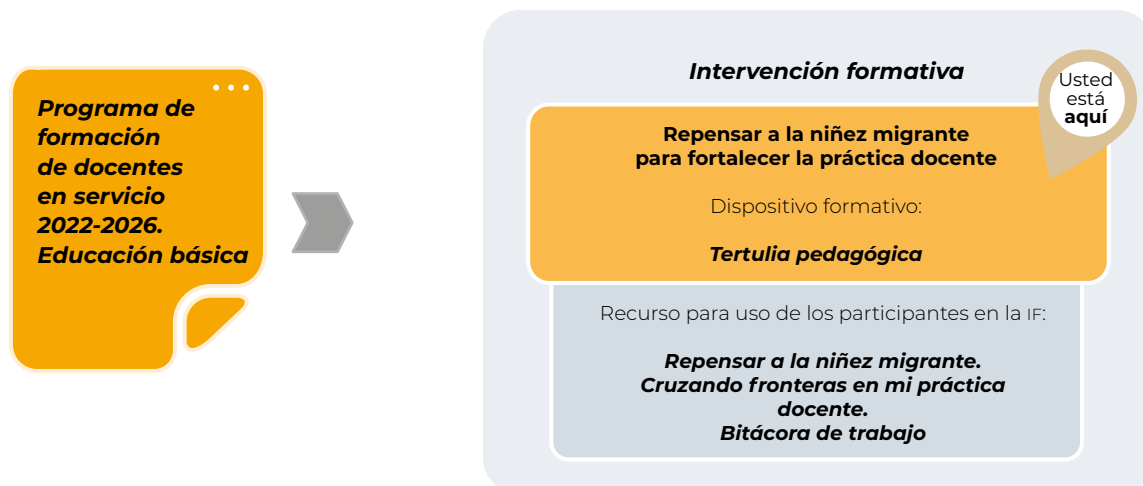 Programa de
formación
de docentes
en servicio
2022-2026.
Educación básica
Intervención formativa
Usted
está
aquí
Repensar a la niñez migrante
para fortalecer la práctica docente
Dispositivo formativo:
Tertulia pedagógica
Recurso para uso de los participantes en la IF:
Repensar a la niñez migrante.
Cruzando fronteras en mi práctica
docente.
Bitácora de trabajo